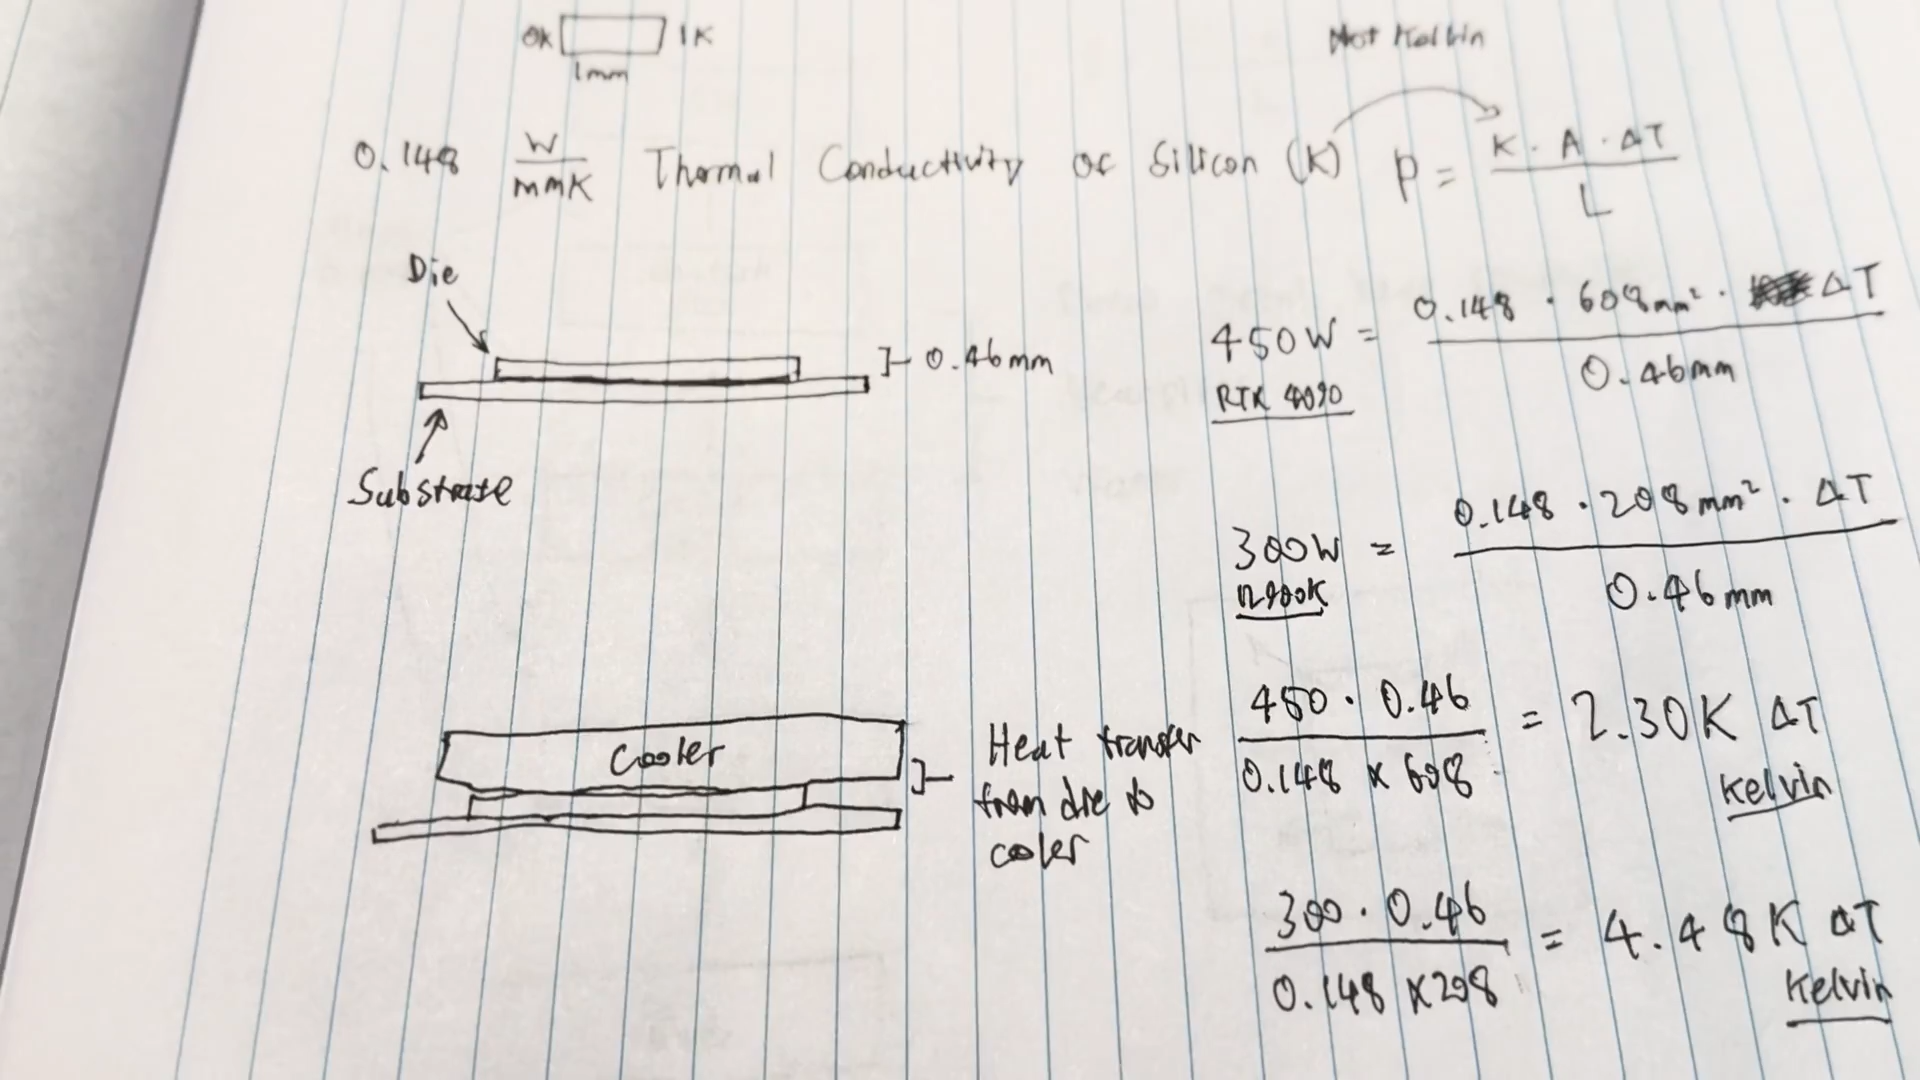 0K 1K
1mm
Not Kelvin
0.148 W/mmK Thermal Conductivity of Silicon (K) P = K · A · ΔT / L
Die
0.46mm
Substrate
450W = 0.148 · 608mm² · ΔT / 0.46mm
RTX 4090
300W = 0.148 · 208mm² · ΔT / 0.46mm
12900K
Cooler
Heat transfer
from die to
cooler
450 · 0.46 / 0.148 × 608 = 2.30K ΔT
Kelvin
300 · 0.46 / 0.148 × 208 = 4.48K ΔT
Kelvin